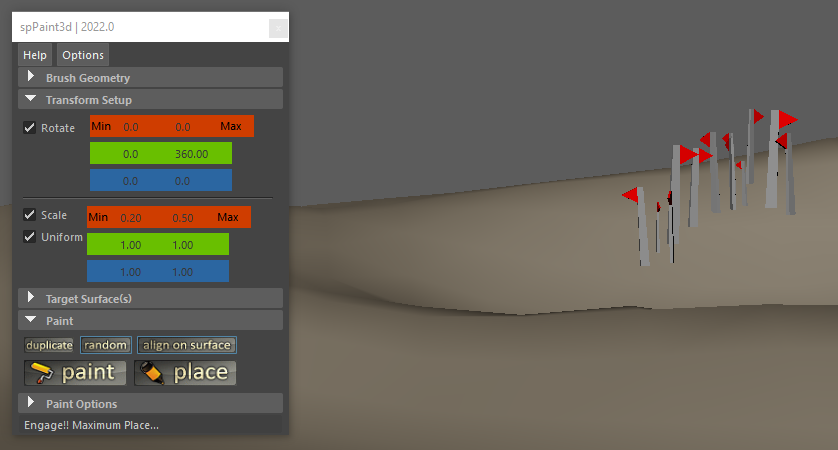 spPaint3d | 2022.0
x
Help Options
Brush Geometry
Transform Setup
Rotate Min 0.0 0.0 Max
0.0 360.00
0.0 0.0
Scale Min 0.20 0.50 Max
Uniform 1.00 1.00
1.00 1.00
Target Surface(s)
Paint
duplicate random align on surface
paint place
Paint Options
Engage!! Maximum Place...